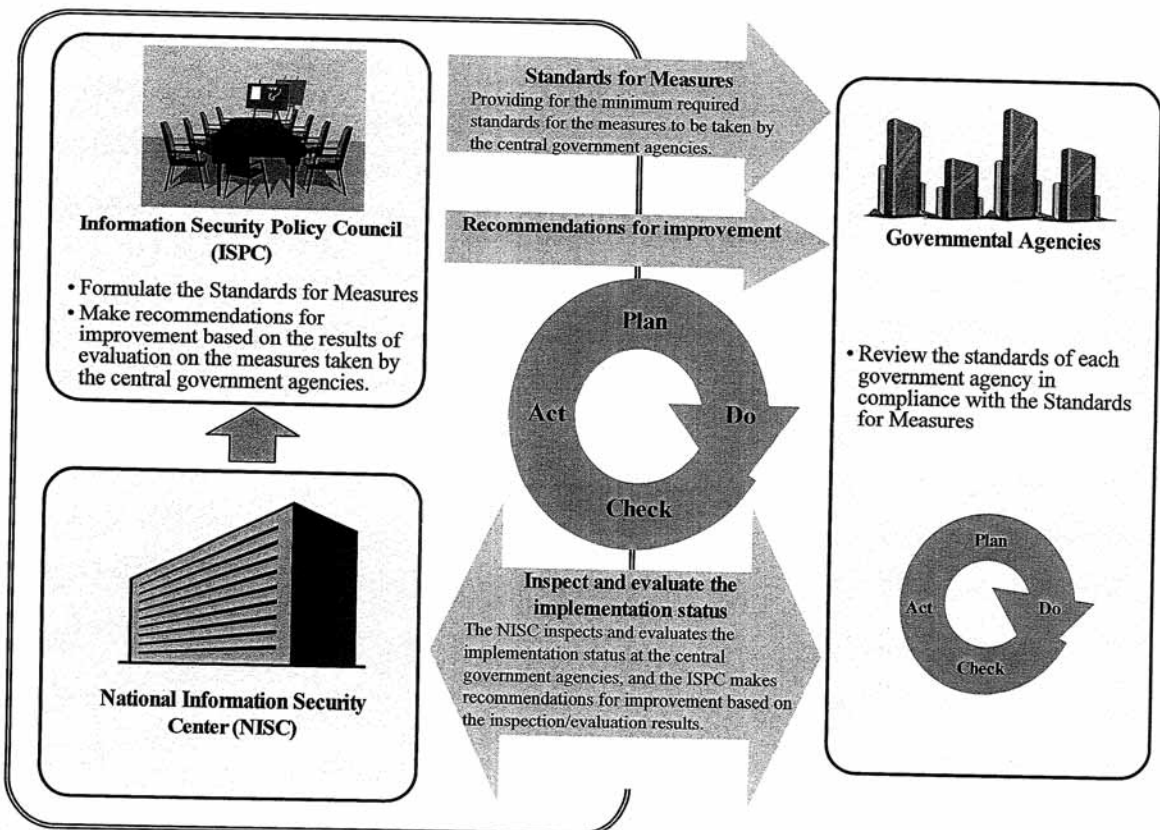 Information Security Policy Council
(ISPC)
• Formulate the Standards for Measures
• Make recommendations for
improvement based on the results of
evaluation on the measures taken by
the central government agencies.
National Information Security
Center (NISC)
Standards for Measures
Providing for the minimum required
standards for the measures to be taken by
the central government agencies.
Recommendations for improvement
Plan
Act
Do
Check
Inspect and evaluate the
implementation status
The NISC inspects and evaluates the
implementation status at the central
government agencies, and the ISPC makes
recommendations for improvement based on
the inspection/evaluation results.
Governmental Agencies
• Review the standards of each
government agency in
compliance with the Standards
for Measures
Plan
Act
Do
Check